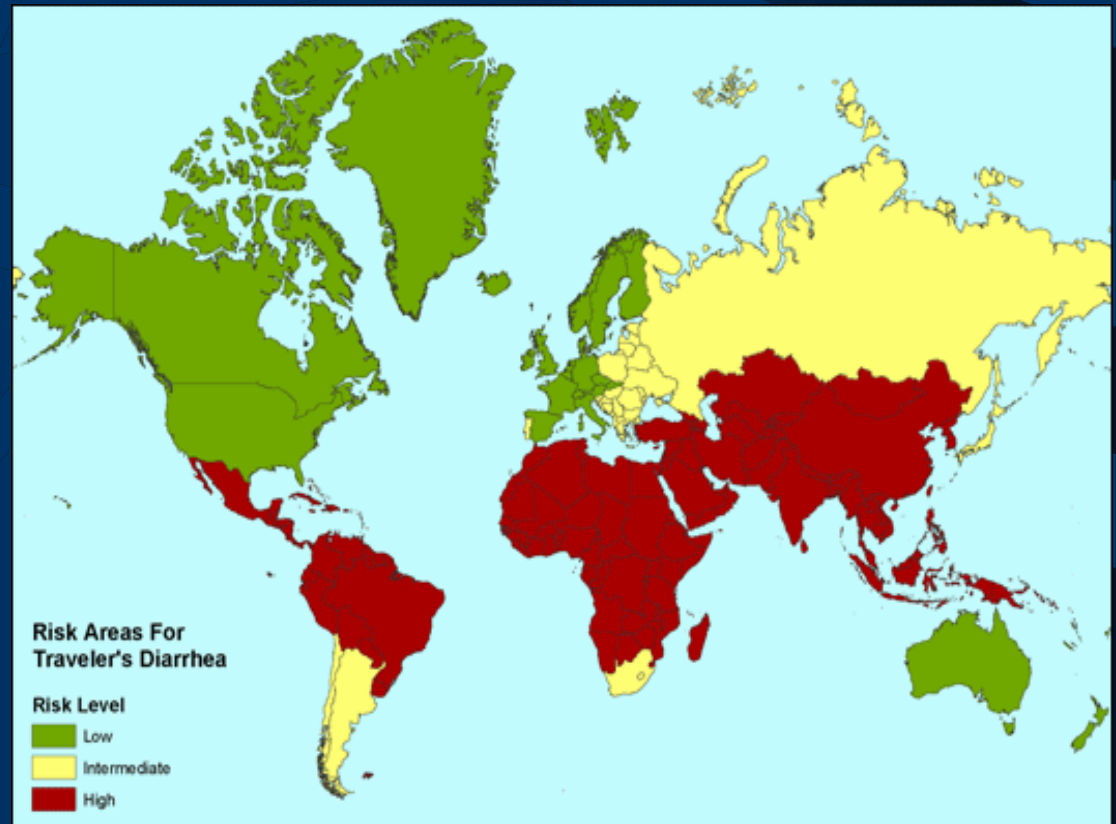 Risk Areas For
Traveler's Diarrhea
Risk Level
Low
Intermediate
High